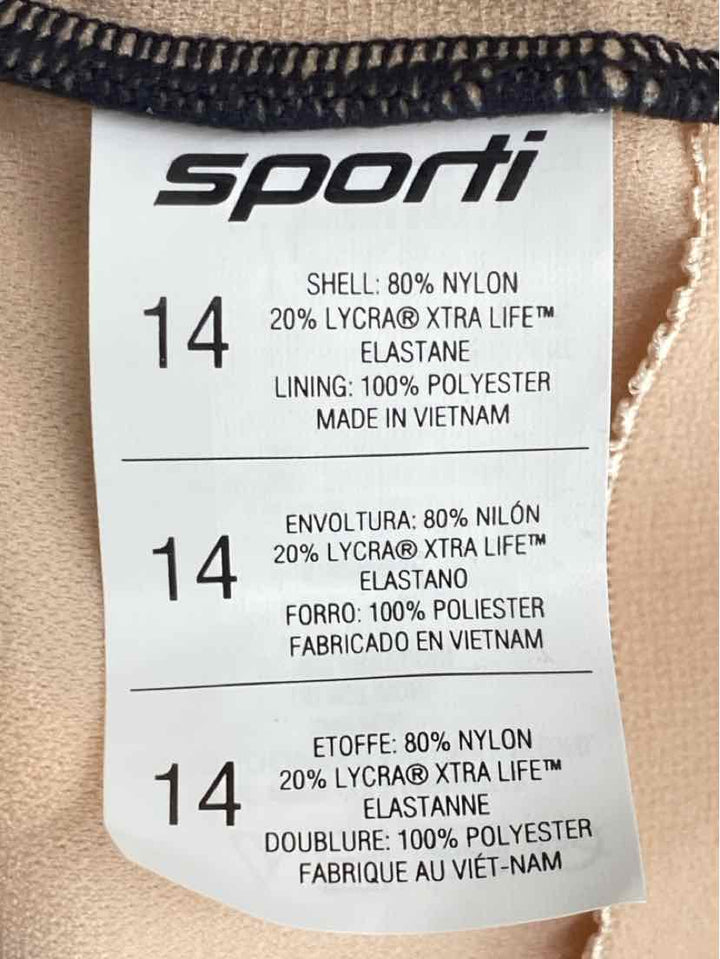 sporti
14
SHELL: 80% NYLON
20% LYCRA® XTRA LIFE™
ELASTANE
LINING: 100% POLYESTER
MADE IN VIETNAM
14
ENVOLTURA: 80% NILÓN
20% LYCRA® XTRA LIFE™
ELASTANO
FORRO: 100% POLIESTER
FABRICADO EN VIETNAM
14
ETOFFE: 80% NYLON
20% LYCRA® XTRA LIFE™
ELASTANNE
DOUBLURE: 100% POLYESTER
FABRIQUE AU VIÉT-NAM